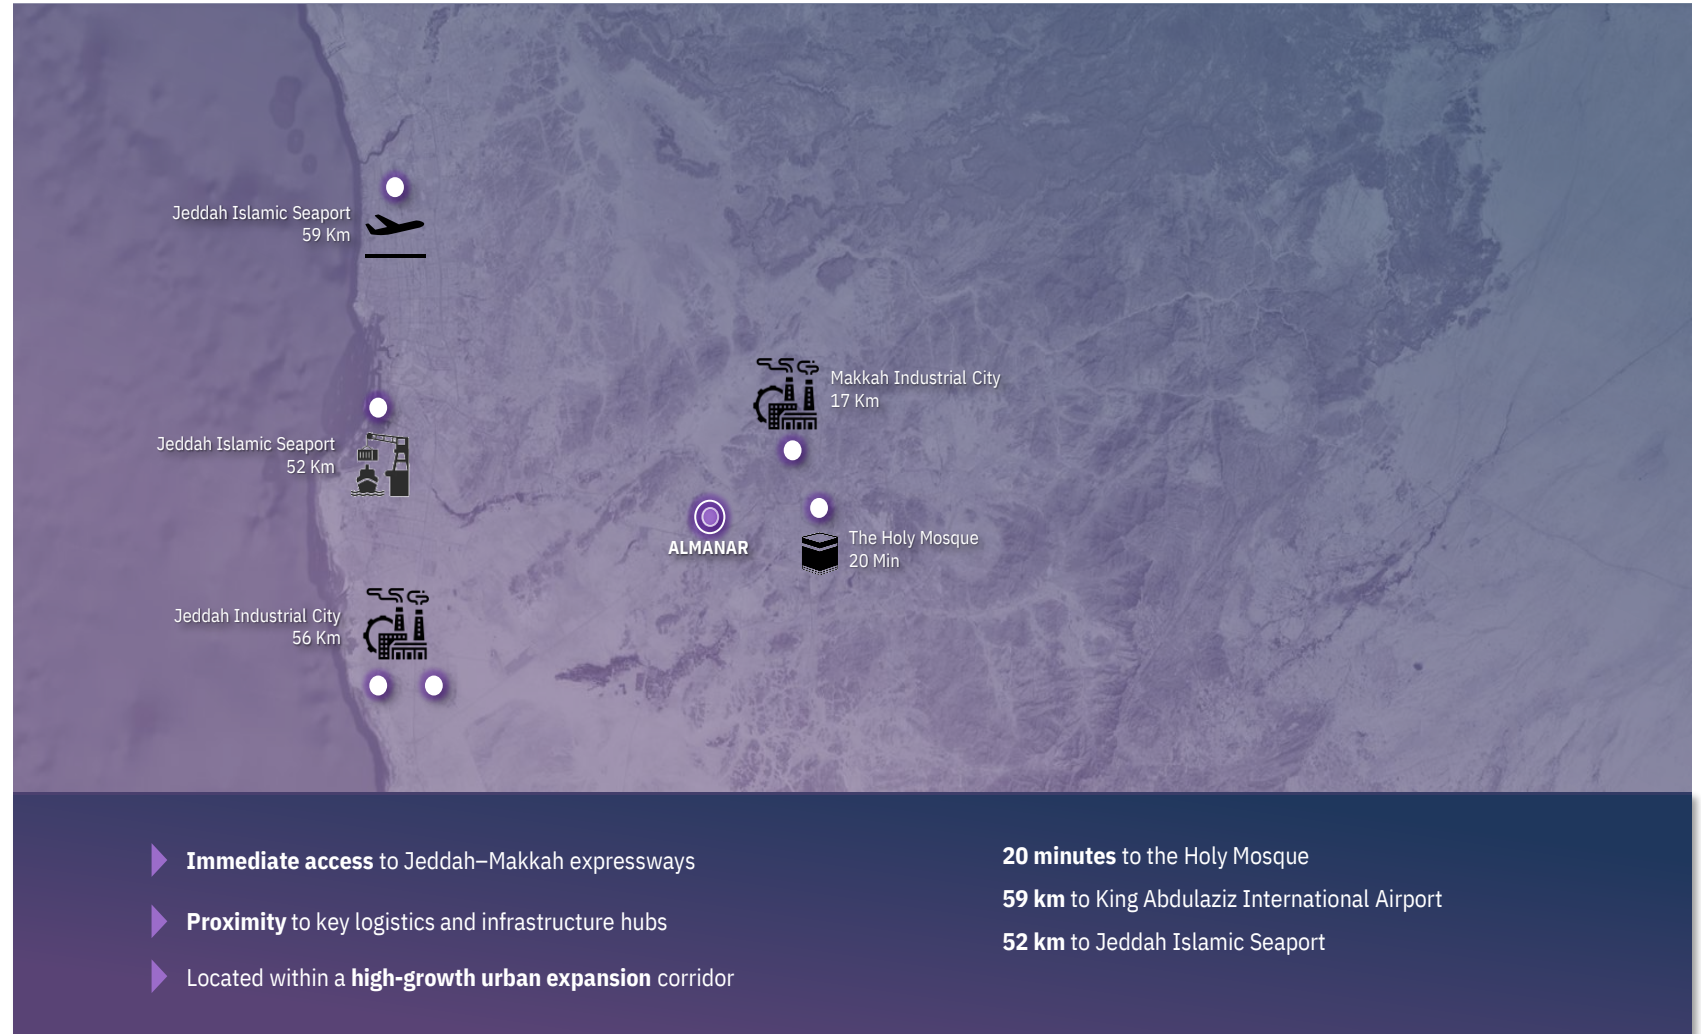 Jeddah Islamic Seaport
59 Km
Makkah Industrial City
17 Km
Jeddah Islamic Seaport
52 Km
ALMANAR
The Holy Mosque
20 Min
Jeddah Industrial City
56 Km
Immediate access to Jeddah–Makkah expressways
Proximity to key logistics and infrastructure hubs
Located within a high-growth urban expansion corridor
20 minutes to the Holy Mosque
59 km to King Abdulaziz International Airport
52 km to Jeddah Islamic Seaport